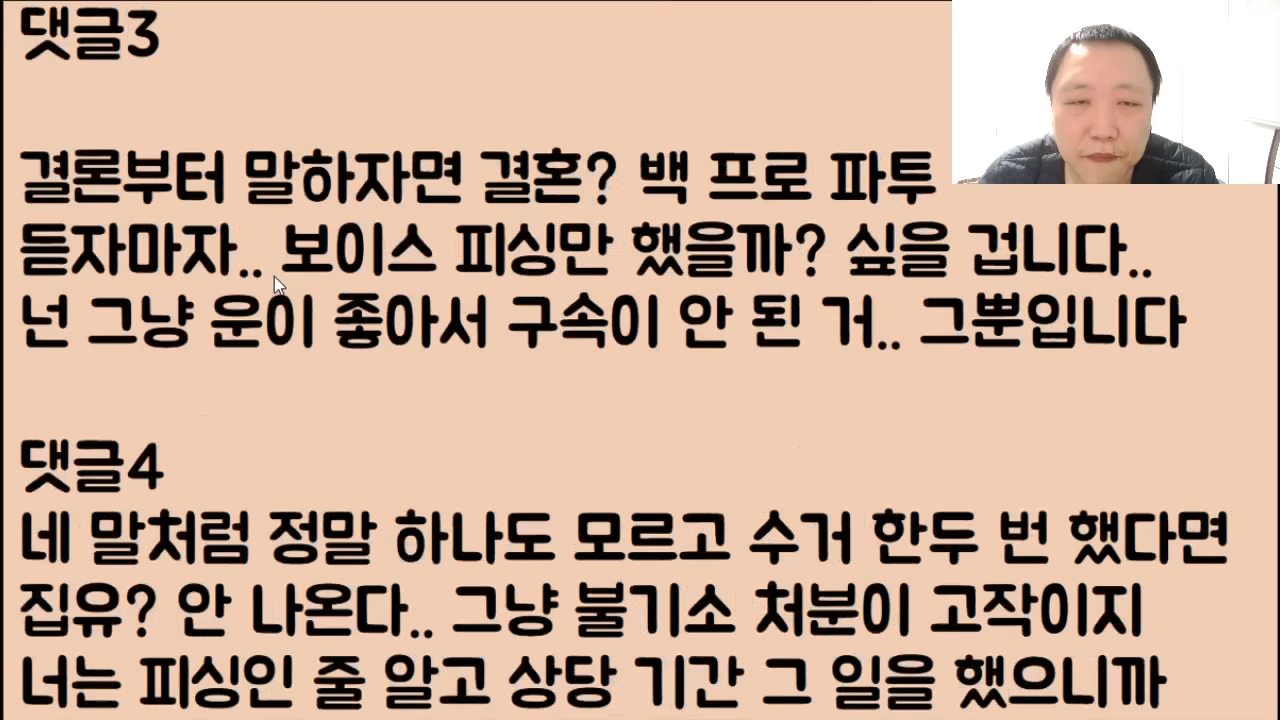 댓글3
결론부터 말하자면 결혼? 백 프로 파투
듣자마자.. 보이스 피싱만 했을까? 싶을 겁니다..
넌 그냥 운이 좋아서 구속이 안 된 거.. 그뿐입니다
댓글4
네 말처럼 정말 하나도 모르고 수거 한두 번 했다면
집유? 안 나온다.. 그냥 불기소 처분이 고작이지
너는 피싱인 줄 알고 상당 기간 그 일을 했으니까